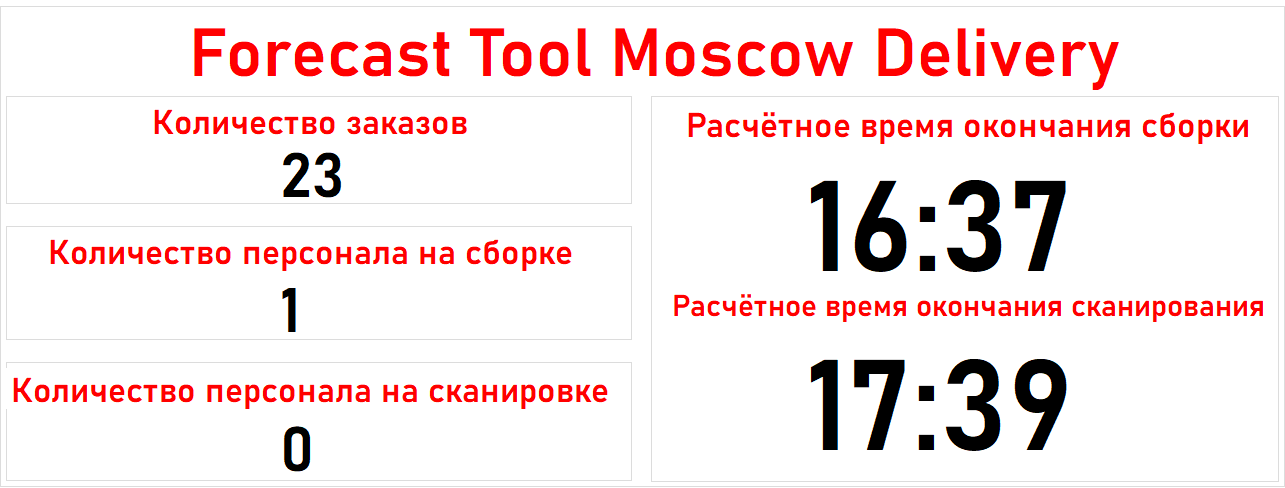 Forecast Tool Moscow Delivery
Количество заказов
23
Количество персонала на сборке
1
Количество персонала на сканировке
0
Расчётное время окончания сборки
16:37
Расчётное время окончания сканирования
17:39